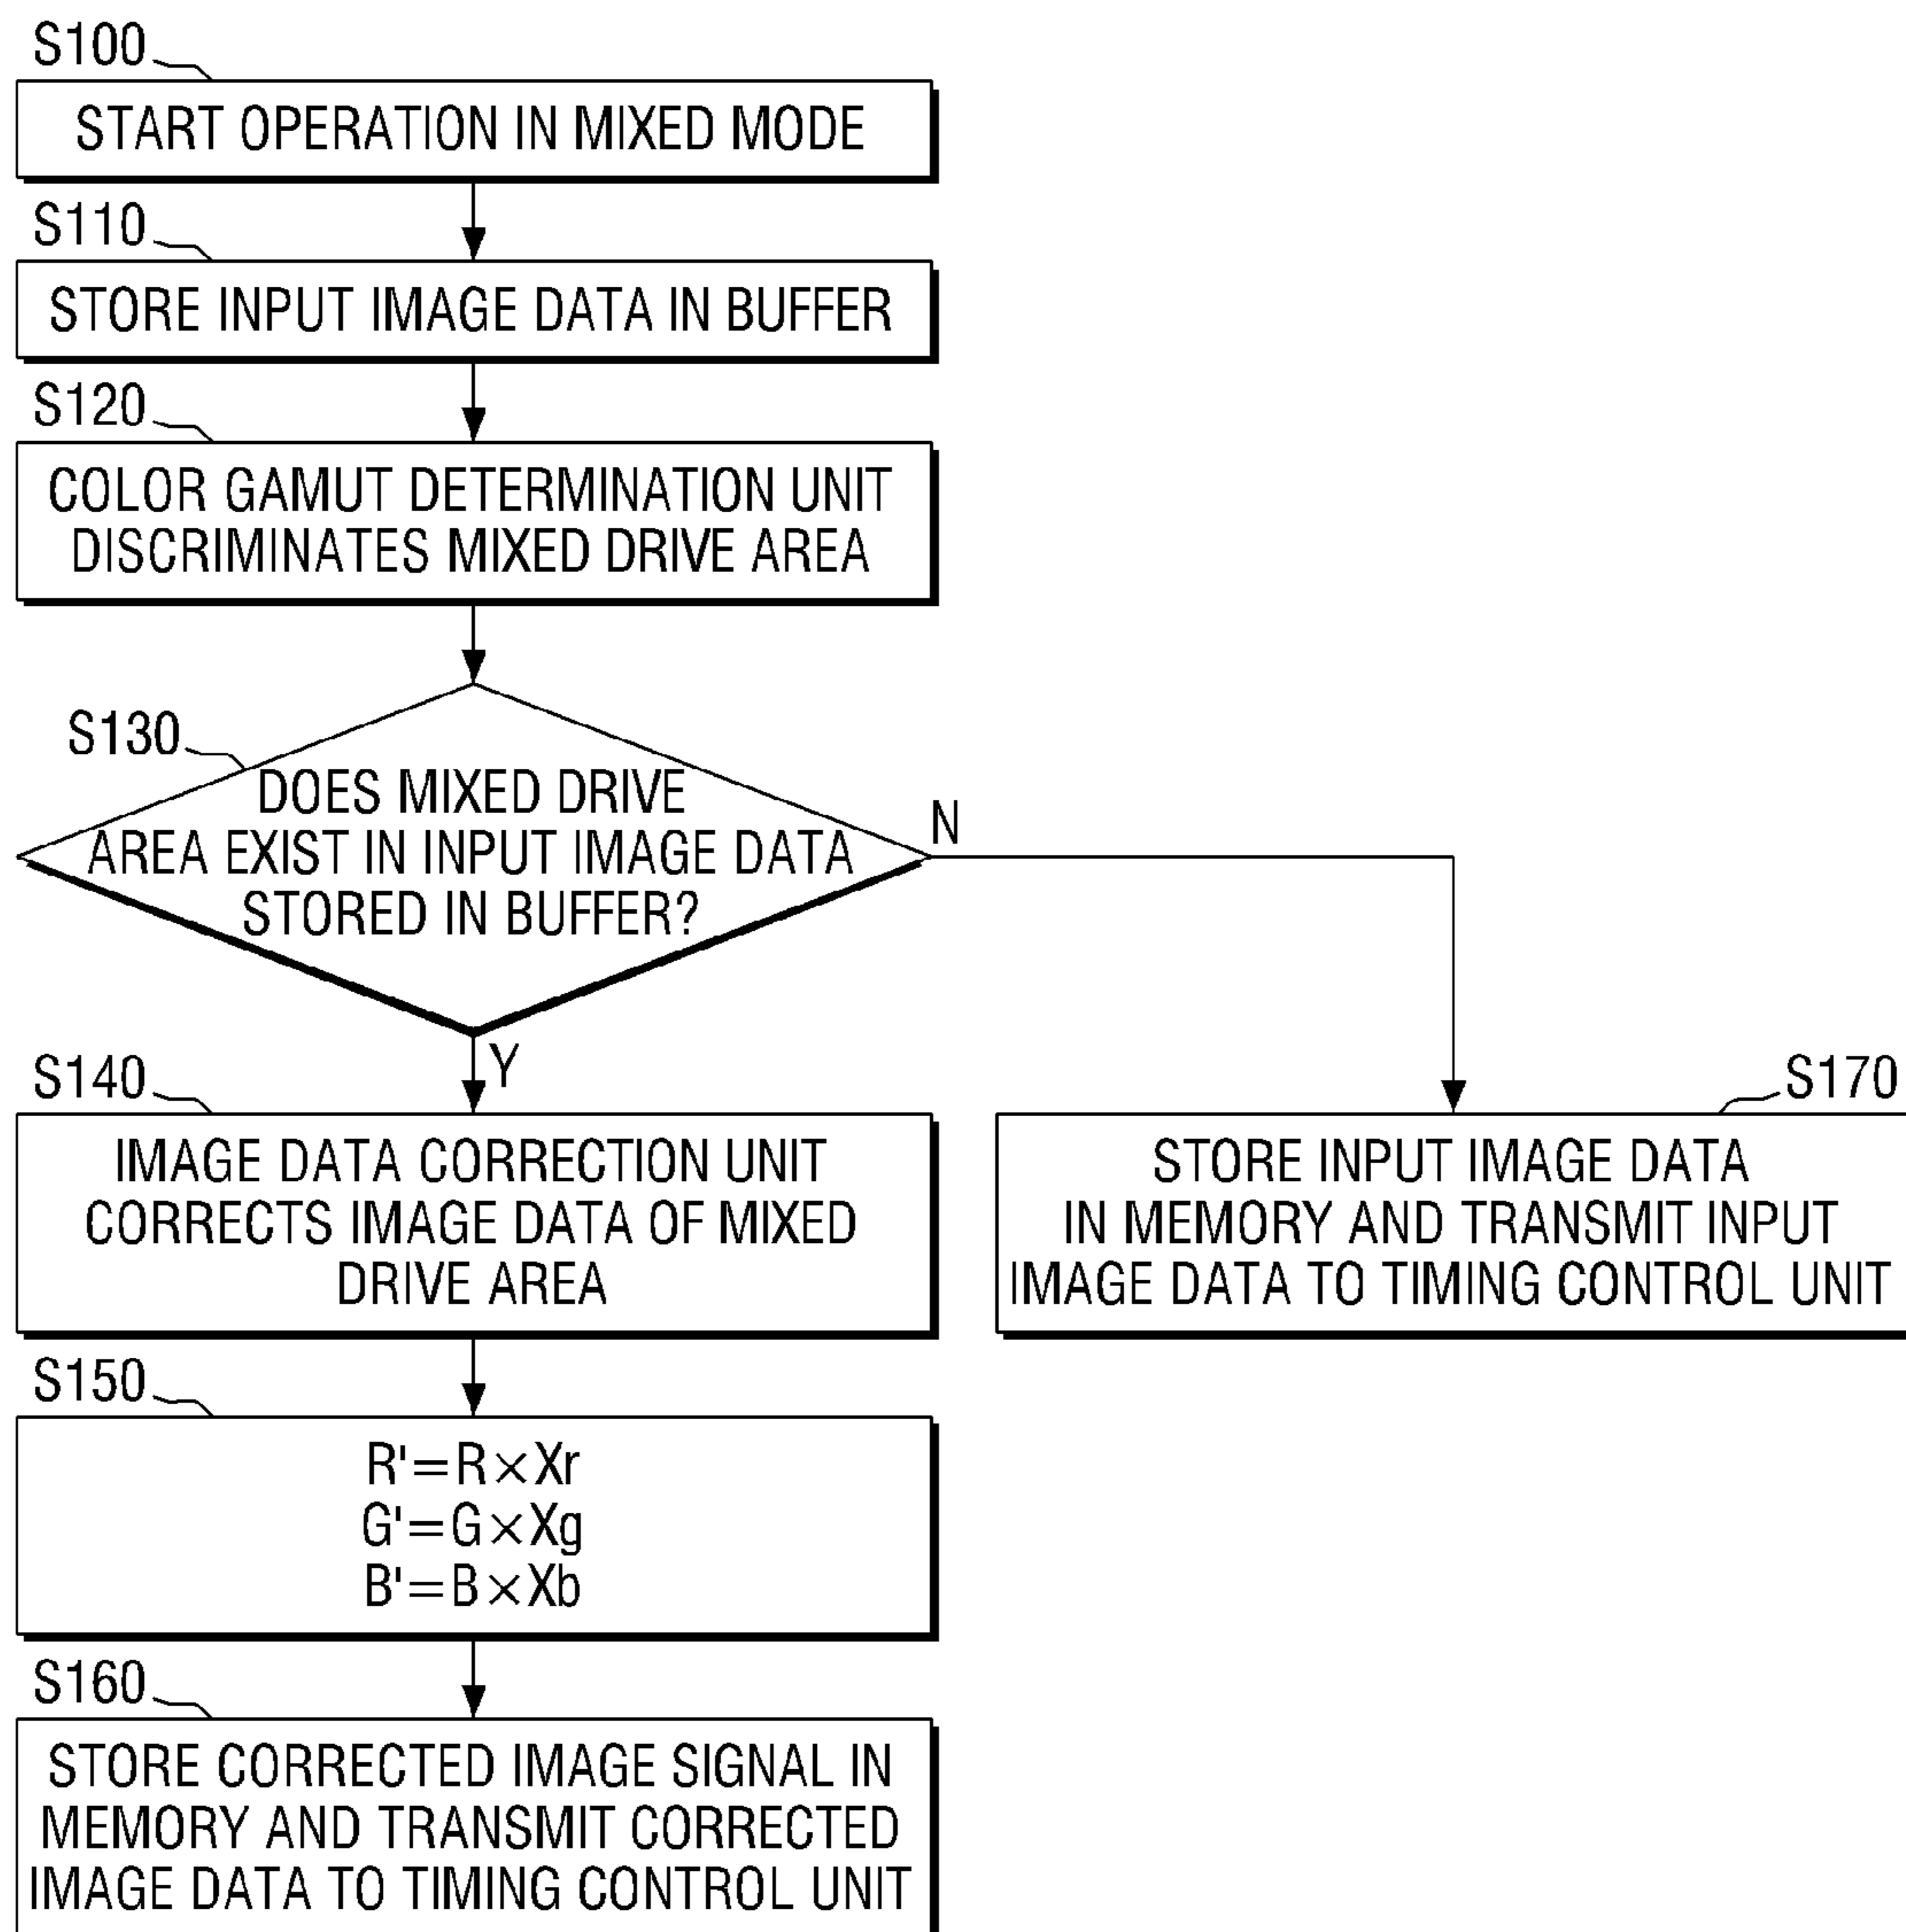 S100
START OPERATION IN MIXED MODE
S110
STORE INPUT IMAGE DATA IN BUFFER
S120
COLOR GAMUT DETERMINATION UNIT
DISCRIMINATES MIXED DRIVE AREA
S130
DOES MIXED DRIVE
AREA EXIST IN INPUT IMAGE DATA
STORED IN BUFFER?
N
Y
S140
IMAGE DATA CORRECTION UNIT
CORRECTS IMAGE DATA OF MIXED
DRIVE AREA
S170
STORE INPUT IMAGE DATA
IN MEMORY AND TRANSMIT INPUT
IMAGE DATA TO TIMING CONTROL UNIT
S150
R'=R×Xr
G'=G×Xg
B'=B×Xb
S160
STORE CORRECTED IMAGE SIGNAL IN
MEMORY AND TRANSMIT CORRECTED
IMAGE DATA TO TIMING CONTROL UNIT